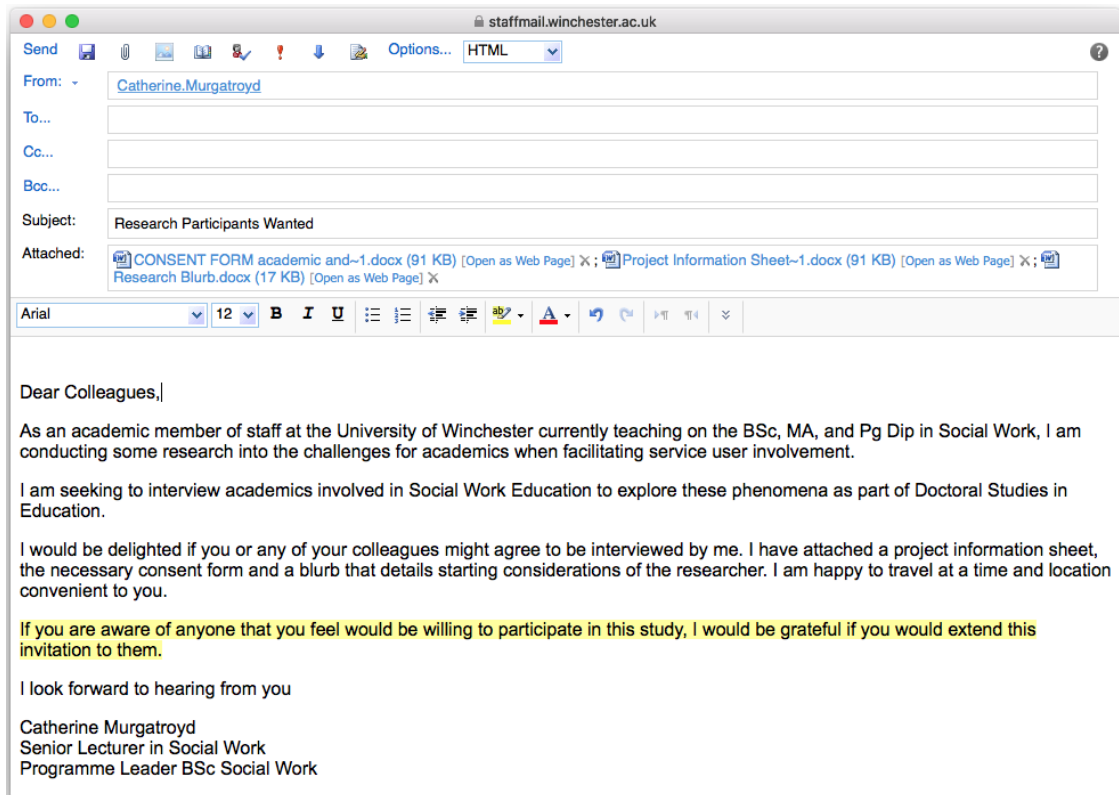 staffmail.winchester.ac.uk
Send Options... HTML
From: Catherine.Murgatroyd
To...
Cc...
Bcc...
Subject: Research Participants Wanted
Attached: CONSENT FORM academic and~1.docx (91 KB) [Open as Web Page] ; Project Information Sheet~1.docx (91 KB) [Open as Web Page] ;
Research Blurb.docx (17 KB) [Open as Web Page]
Arial 12 B I U ab A
Dear Colleagues,
As an academic member of staff at the University of Winchester currently teaching on the BSc, MA, and Pg Dip in Social Work, I am
conducting some research into the challenges for academics when facilitating service user involvement.
I am seeking to interview academics involved in Social Work Education to explore these phenomena as part of Doctoral Studies in
Education.
I would be delighted if you or any of your colleagues might agree to be interviewed by me. I have attached a project information sheet,
the necessary consent form and a blurb that details starting considerations of the researcher. I am happy to travel at a time and location
convenient to you.
If you are aware of anyone that you feel would be willing to participate in this study, I would be grateful if you would extend this
invitation to them.
I look forward to hearing from you
Catherine Murgatroyd
Senior Lecturer in Social Work
Programme Leader BSc Social Work